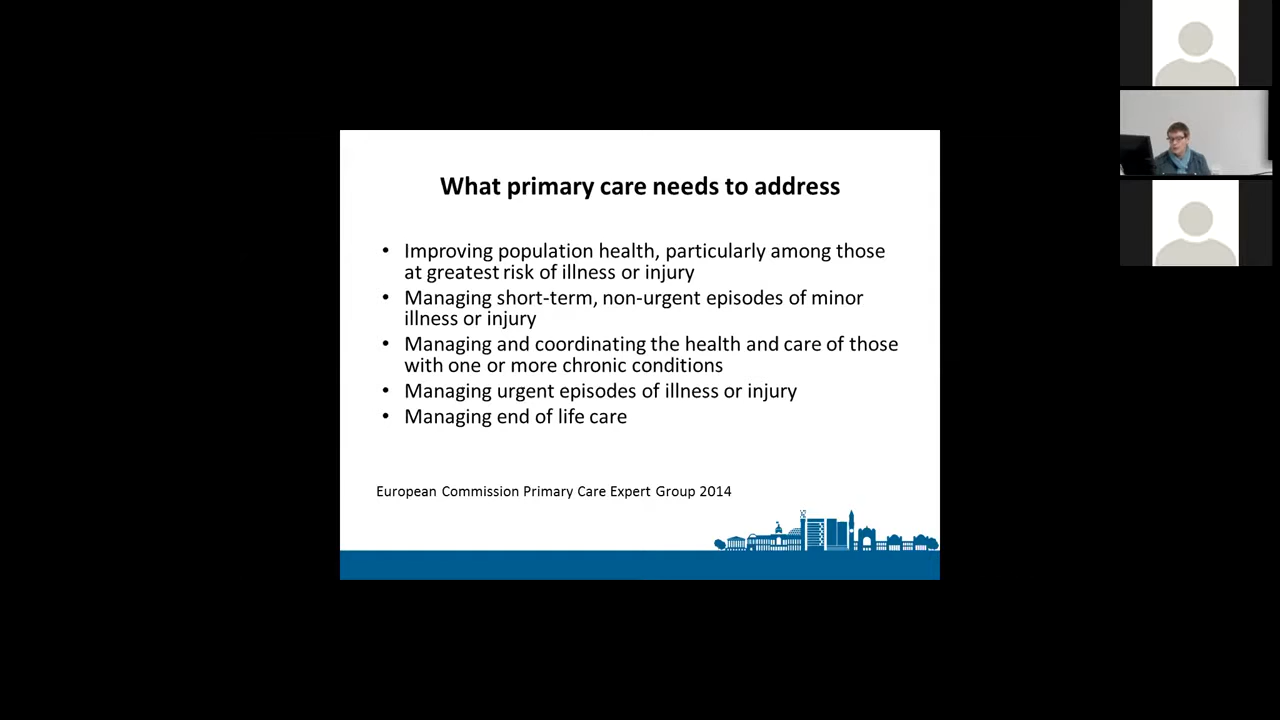 What primary care needs to address
• Improving population health, particularly among those
at greatest risk of illness or injury
• Managing short-term, non-urgent episodes of minor
illness or injury
• Managing and coordinating the health and care of those
with one or more chronic conditions
• Managing urgent episodes of illness or injury
• Managing end of life care
European Commission Primary Care Expert Group 2014